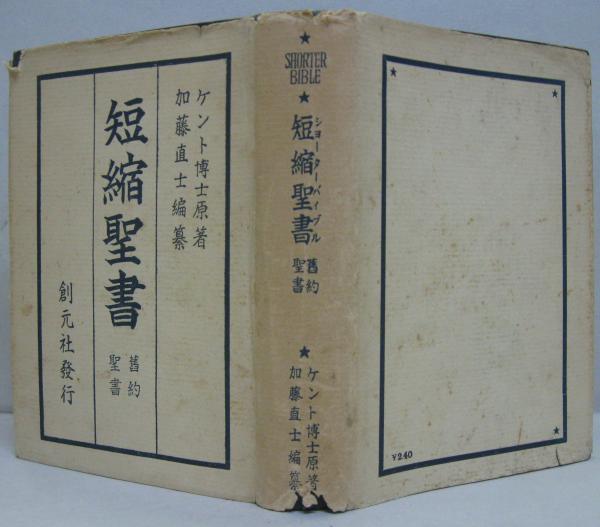 ケント博士原著
加藤直士編纂
短縮聖書
舊約
聖書
創元社發行
SHORTER
BIBLE
短縮聖書
シヨーターバイブル
舊約
聖書
ケント博士原著
加藤直士編纂
¥2.40